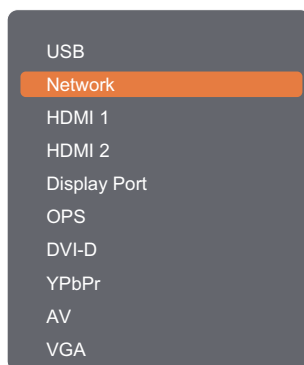 USB
Network
HDMI 1
HDMI 2
Display Port
OPS
DVI-D
YPbPr
AV
VGA